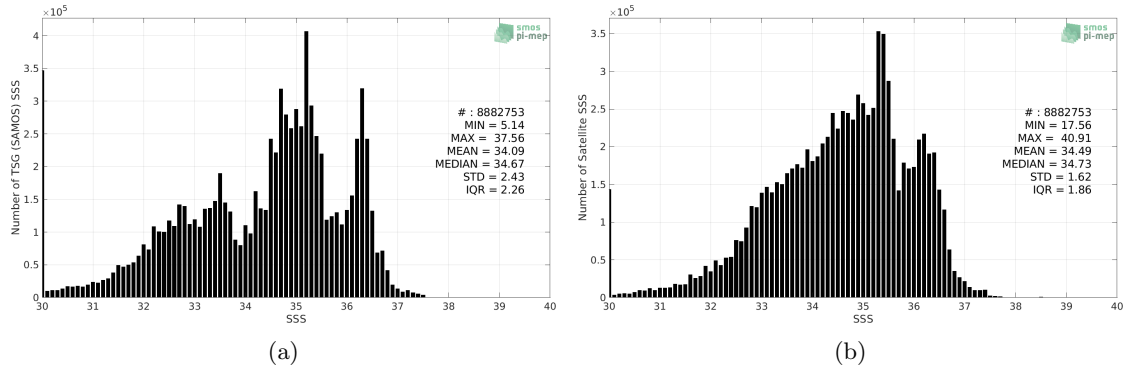 ×10⁵
4
3.5
3
2.5
2
1.5
1
0.5
0
Number of TSG (SAMOS) SSS
30 31 32 33 34 35 36 37 38 39 40
SSS
smos
pi-mep
# : 8882753
MIN = 5.14
MAX = 37.56
MEAN = 34.09
MEDIAN = 34.67
STD = 2.43
IQR = 2.26
(a)
×10⁵
3.5
3
2.5
2
1.5
1
0.5
0
Number of Satellite SSS
30 31 32 33 34 35 36 37 38 39 40
SSS
smos
pi-mep
# : 8882753
MIN = 17.56
MAX = 40.91
MEAN = 34.49
MEDIAN = 34.73
STD = 1.62
IQR = 1.86
(b)